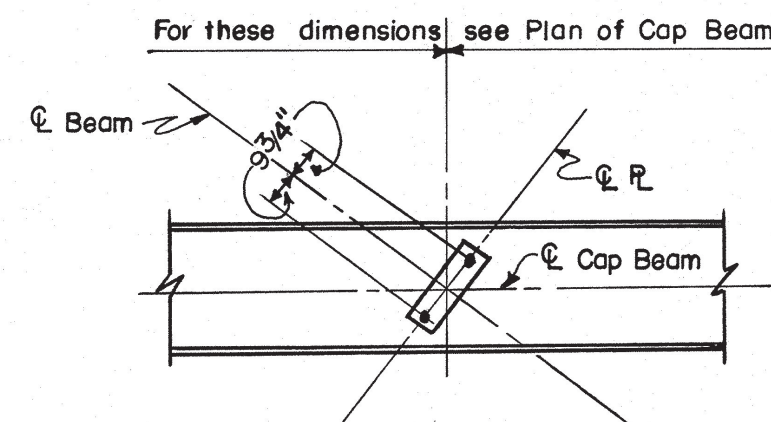 For these dimensions see Plan of Cap Beam
℄ Beam
9 3/4"
℄ PL
℄ Cap Beam